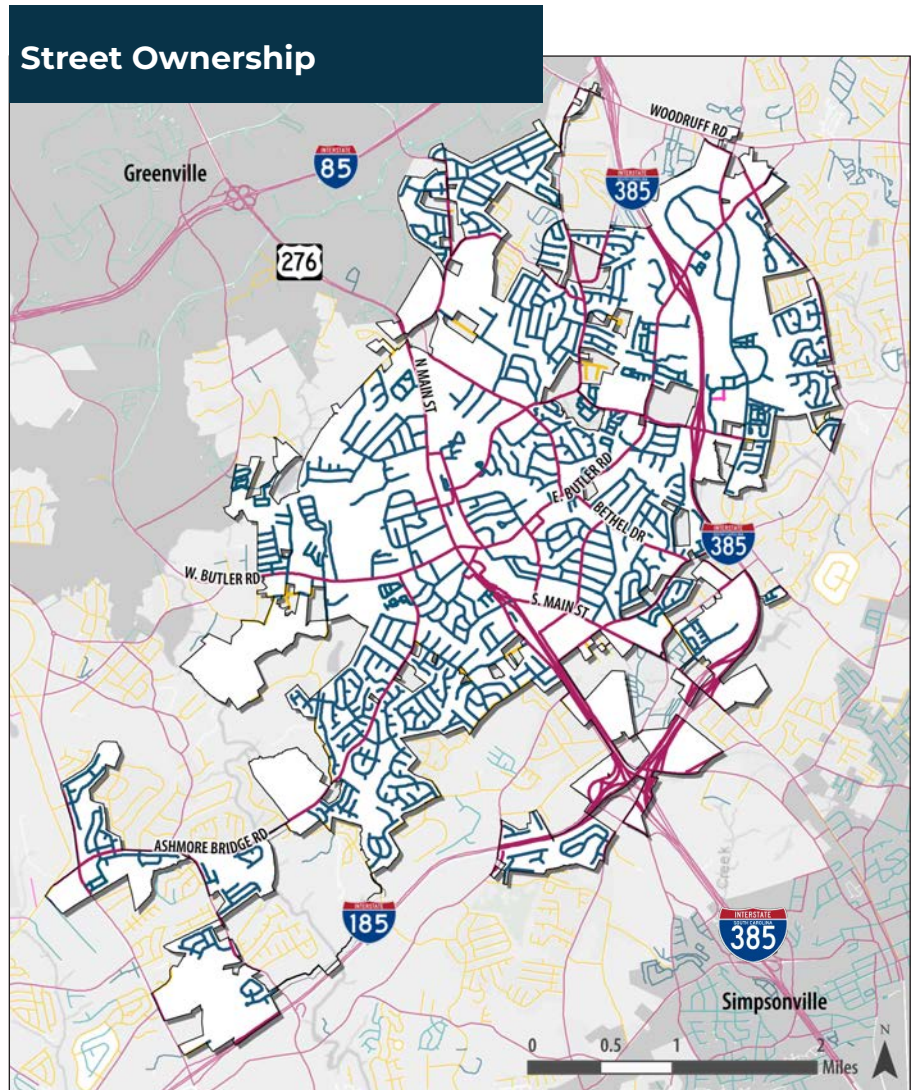 Street Ownership
WOODRUFF RD
Greenville
INTERSTATE
85
INTERSTATE
385
276
N MAIN ST
E. BUTLER RD
BETHEL DR
INTERSTATE
385
W. BUTLER RD
S. MAIN ST.
ASHMORE BRIDGE RD
INTERSTATE
185
Creek
INTERSTATE
SOUTH CAROLINA
385
Simpsonville
N
0 0.5 1 2
Miles